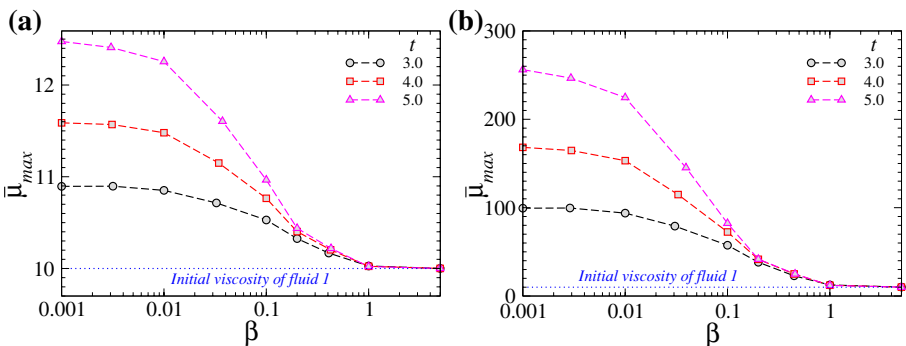 (a)
μ̄max
12
11
10
t
3.0
4.0
5.0
Initial viscosity of fluid 1
0.001 0.01 0.1 1
β
(b)
μ̄max
300
200
100
0
t
3.0
4.0
5.0
Initial viscosity of fluid 1
0.001 0.01 0.1 1
β